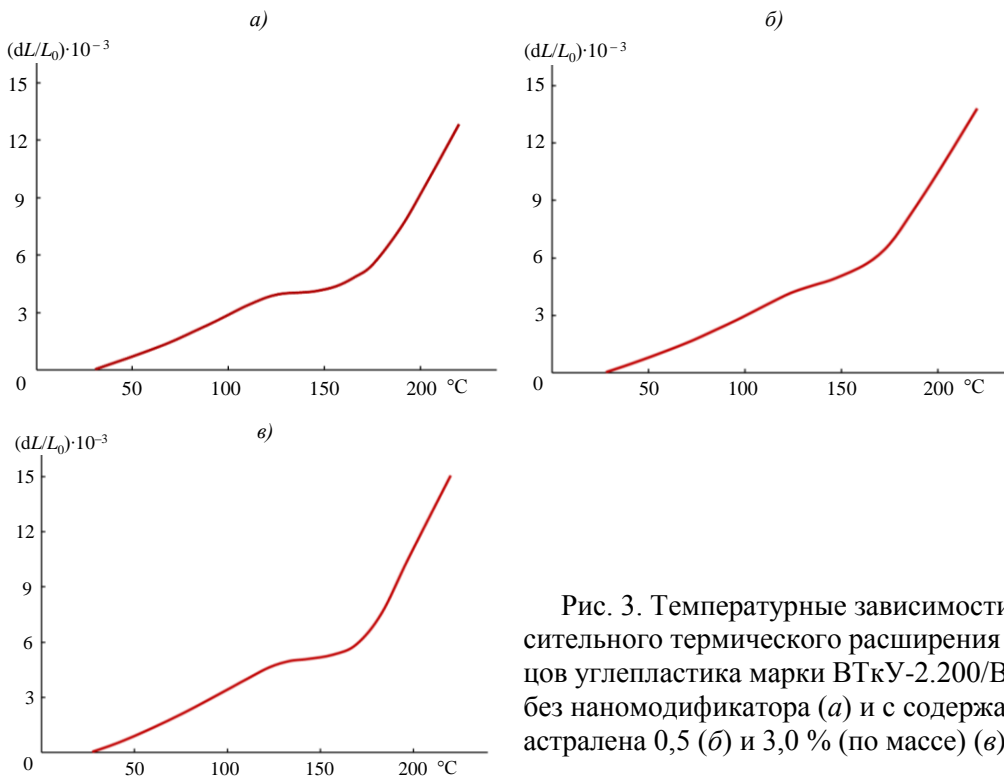 а)
(dL/L₀)·10⁻³
15
12
9
6
3
0
50 100 150 200 °C
б)
(dL/L₀)·10⁻³
15
12
9
6
3
0
50 100 150 200 °C
в)
(dL/L₀)·10⁻³
15
12
9
6
3
0
50 100 150 200 °C
Рис. 3. Температурные зависимости
сительного термического расширения
цов углепластика марки ВТкУ-2.200/В
без наномодификатора (а) и с содержа
астралена 0,5 (б) и 3,0 % (по массе) (в)